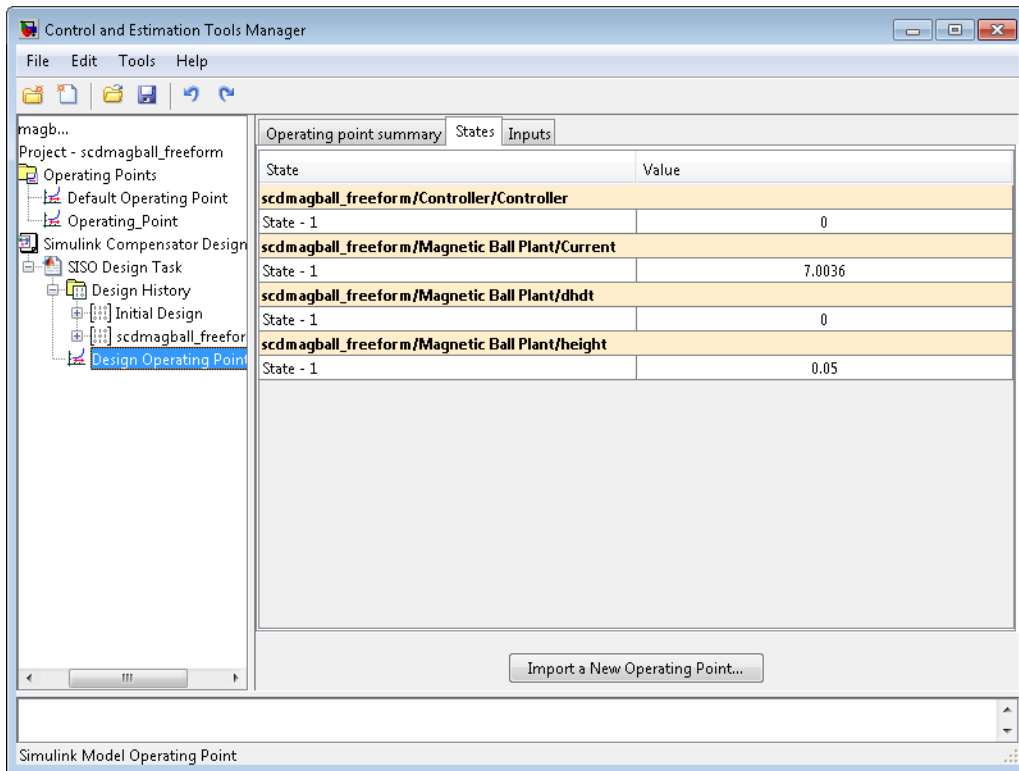 Control and Estimation Tools Manager
File Edit Tools Help
magb...
Project - scdmagball_freeform
Operating Points
Default Operating Point
Operating_Point
Simulink Compensator Design
SISO Design Task
Design History
Initial Design
scdmagball_freefor
Design Operating Point
Operating point summary States Inputs
State Value
scdmagball_freeform/Controller/Controller
State - 1 0
scdmagball_freeform/Magnetic Ball Plant/Current
State - 1 7.0036
scdmagball_freeform/Magnetic Ball Plant/dhdt
State - 1 0
scdmagball_freeform/Magnetic Ball Plant/height
State - 1 0.05
Import a New Operating Point...
Simulink Model Operating Point